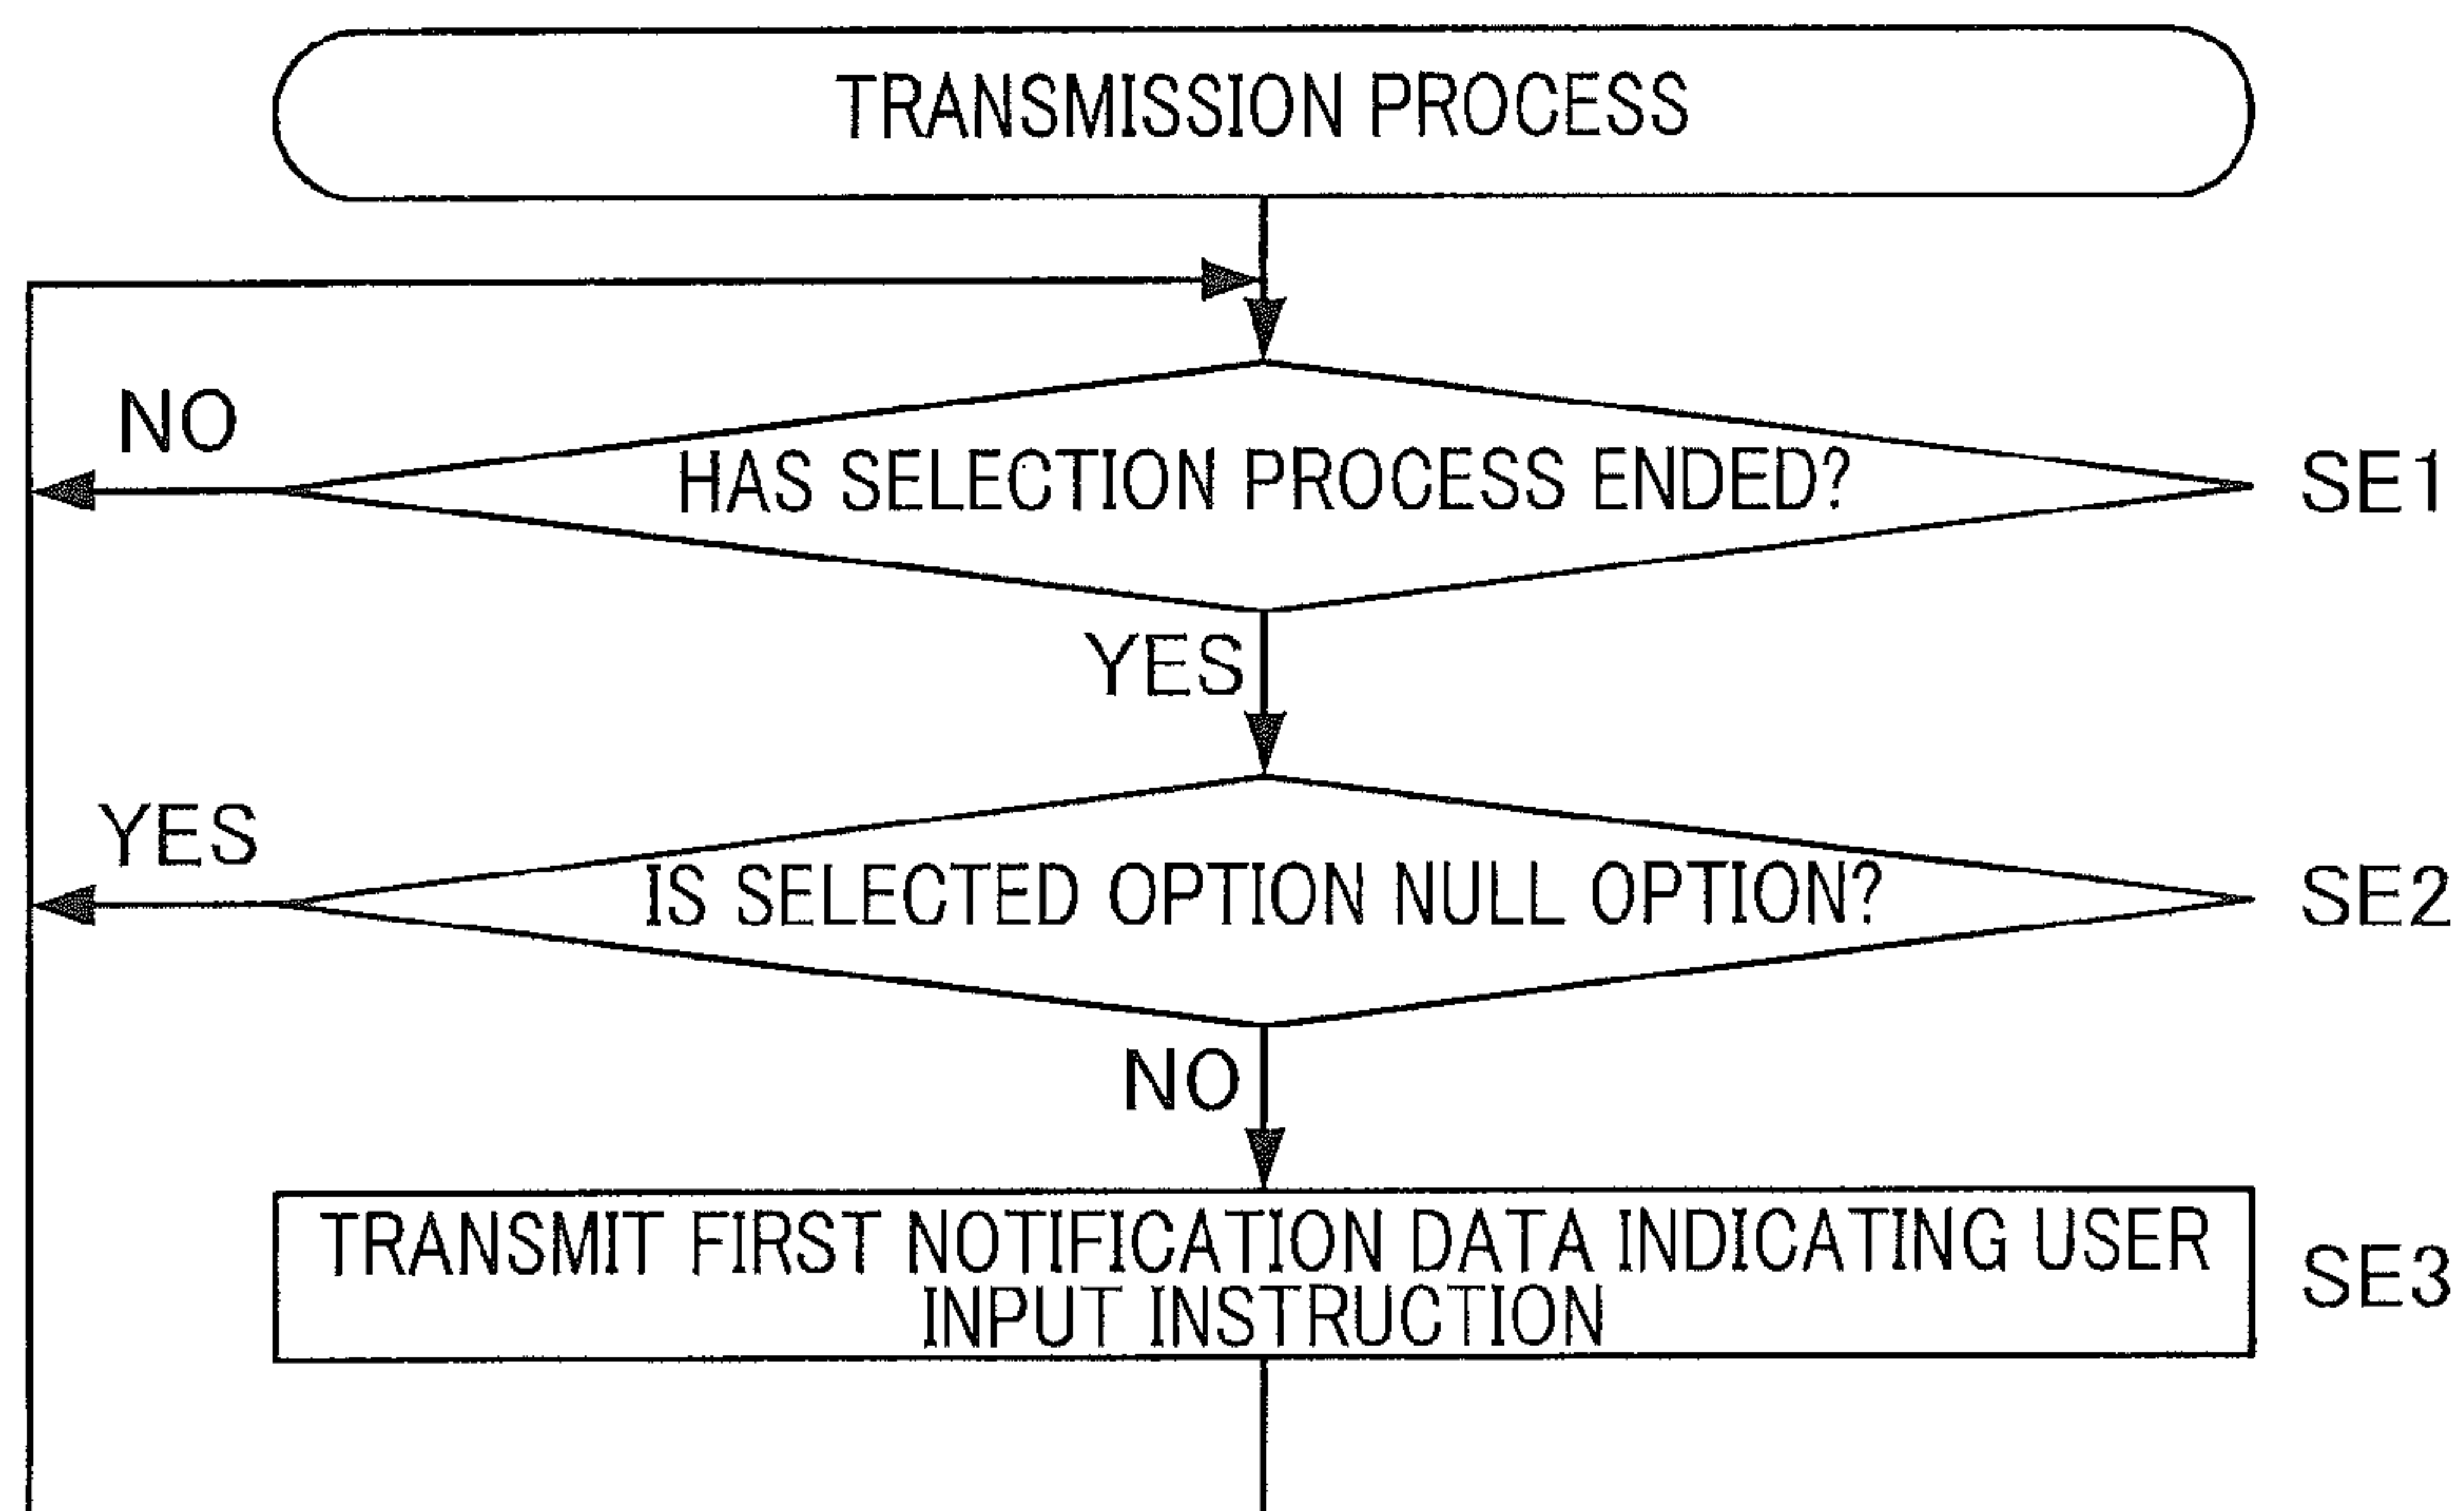 TRANSMISSION PROCESS
NO
HAS SELECTION PROCESS ENDED?
SE1
YES
YES
IS SELECTED OPTION NULL OPTION?
SE2
NO
TRANSMIT FIRST NOTIFICATION DATA INDICATING USER
INPUT INSTRUCTION
SE3